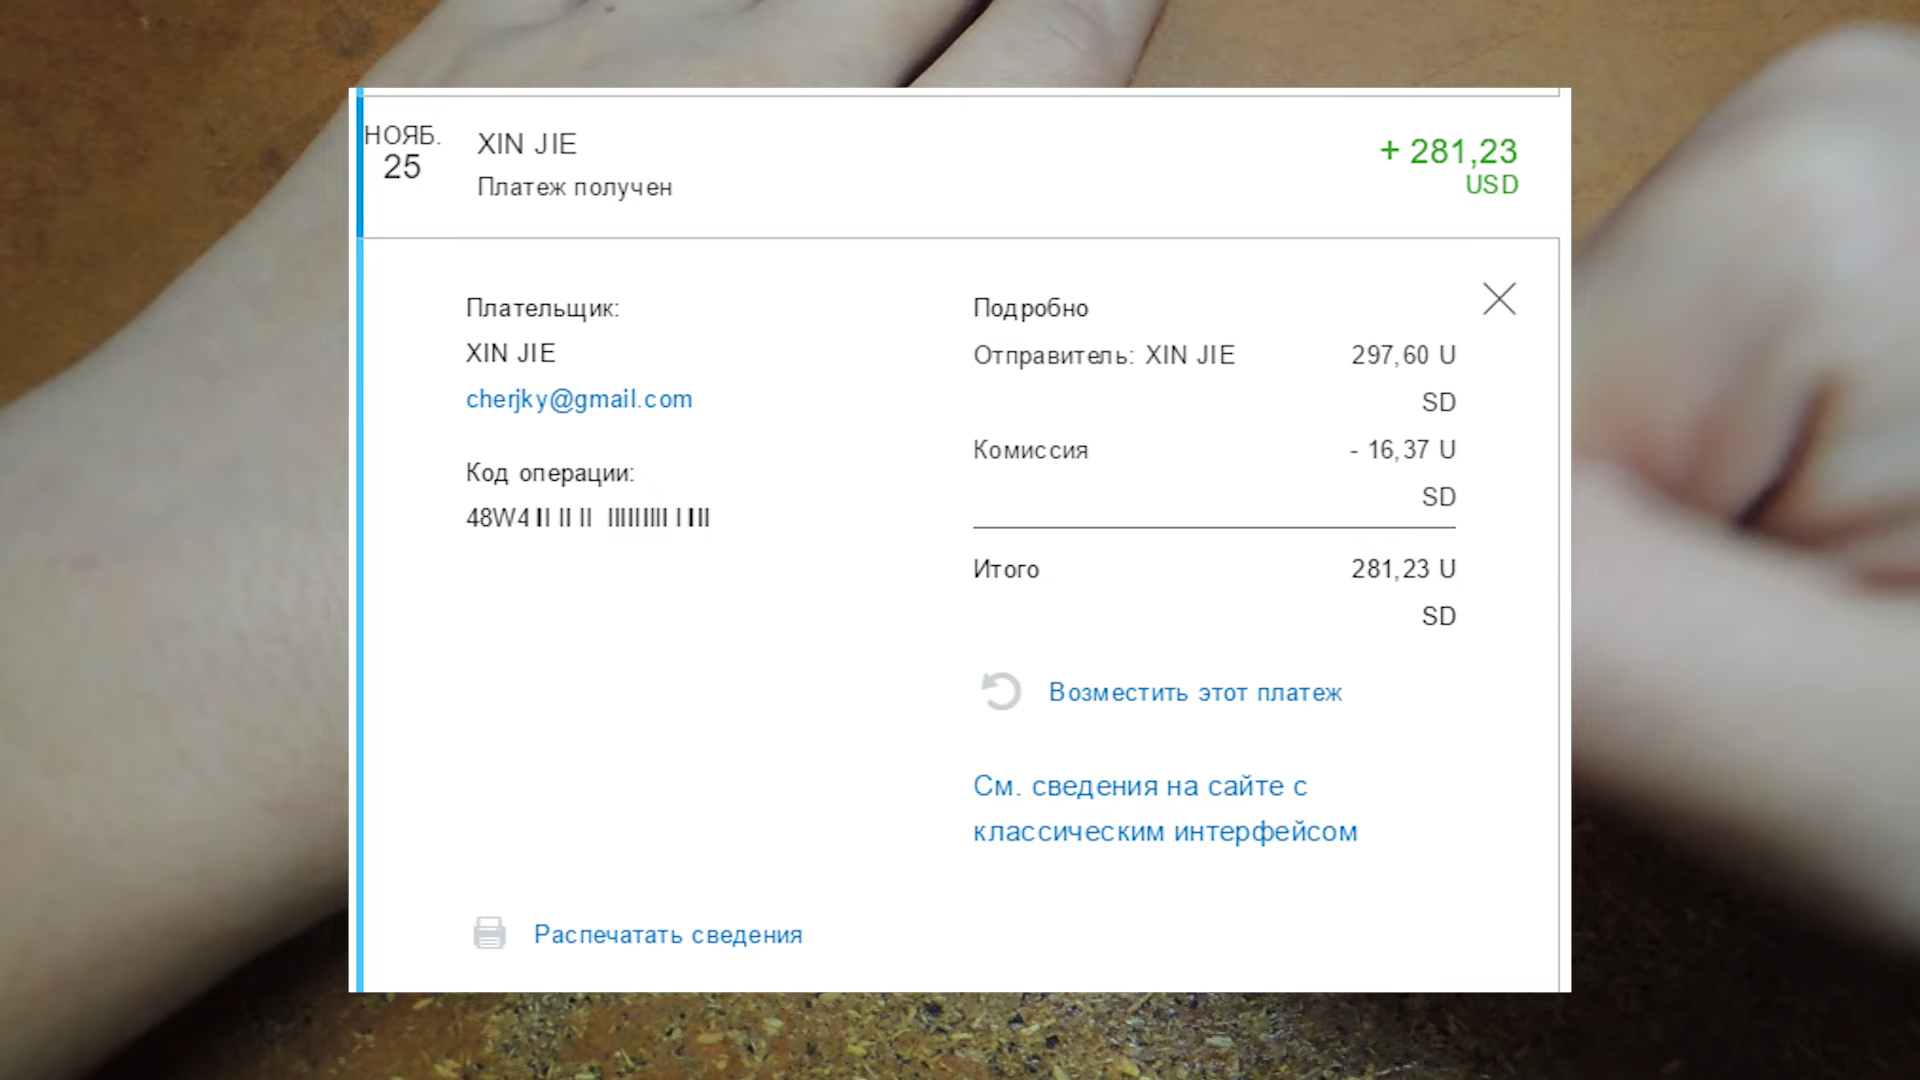 НОЯБ.
25
XIN JIE
Платеж получен
+ 281,23
USD
Плательщик:
XIN JIE
cherjky@gmail.com
Код операции:
48W4
Подробно
Отправитель: XIN JIE 297,60 U
SD
Комиссия - 16,37 U
SD
Итого 281,23 U
SD
Возместить этот платеж
См. сведения на сайте с
классическим интерфейсом
Распечатать сведения